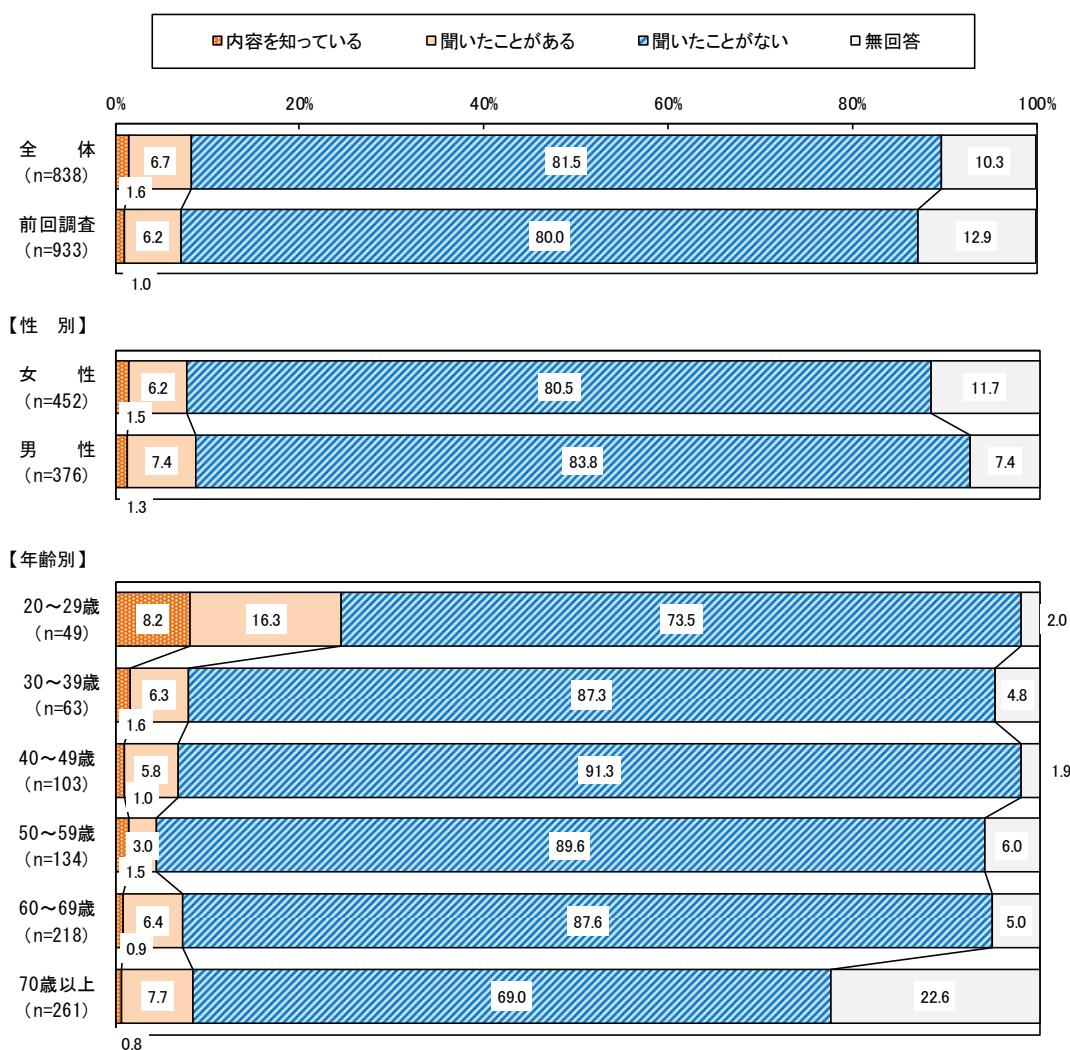 内容を知っている 聞いたことがある 聞いたことがない 無回答
0% 20% 40% 60% 80% 100%
全　体
（n=838）
1.6 6.7 81.5 10.3
前回調査
（n=933）
1.0 6.2 80.0 12.9
【性　別】
女　性
（n=452）
1.5 6.2 80.5 11.7
男　性
（n=376）
1.3 7.4 83.8 7.4
【年齢別】
20～29歳
（n=49）
8.2 16.3 73.5 2.0
30～39歳
（n=63）
1.6 6.3 87.3 4.8
40～49歳
（n=103）
1.0 5.8 91.3 1.9
50～59歳
（n=134）
1.5 3.0 89.6 6.0
60～69歳
（n=218）
0.9 6.4 87.6 5.0
70歳以上
（n=261）
0.8 7.7 69.0 22.6